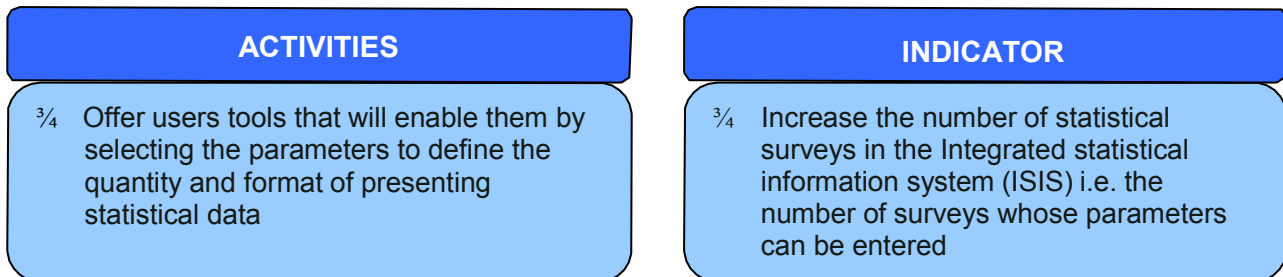 ACTIVITIES
¾ Offer users tools that will enable them by
selecting the parameters to define the
quantity and format of presenting
statistical data
INDICATOR
¾ Increase the number of statistical
surveys in the Integrated statistical
information system (ISIS) i.e. the
number of surveys whose parameters
can be entered